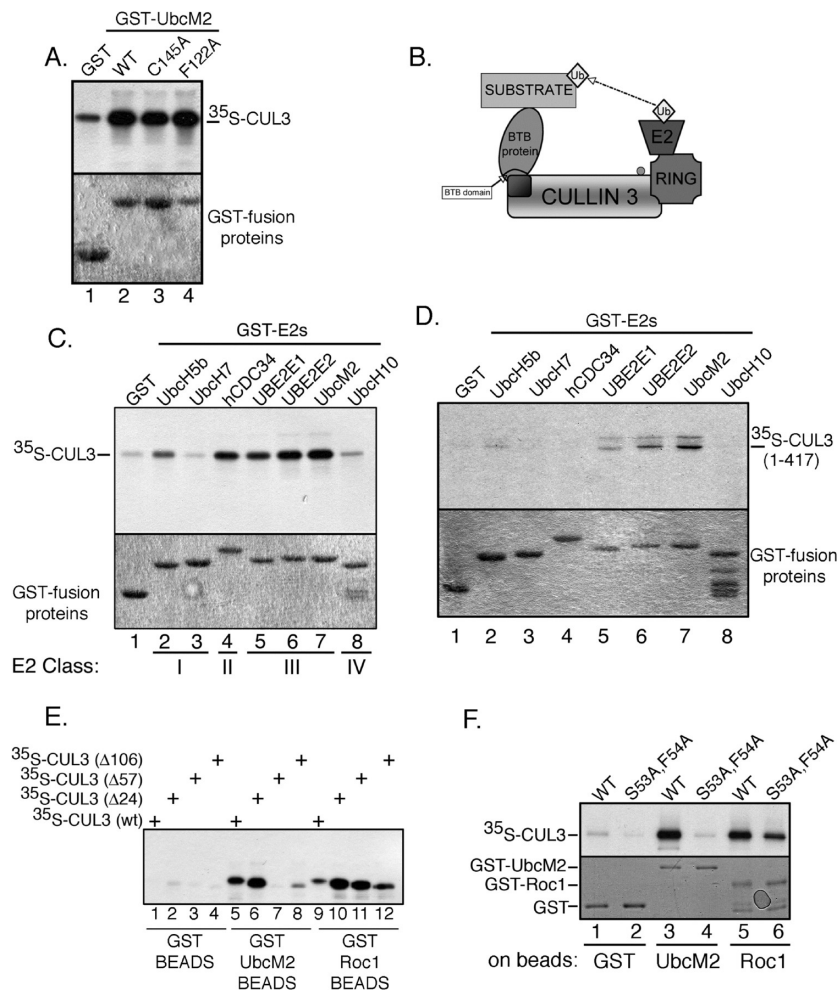 A.
GST-UbcM2
GST WT C145A F122A
35S-CUL3
GST-fusion
proteins
1 2 3 4
B.
SUBSTRATE Ub
Ub
BTB
protein
E2
BTB domain
RING
CULLIN 3
C.
GST-E2s
GST UbcH5b UbcH7 hCDC34 UBE2E1 UBE2E2 UbcM2 UbcH10
35S-CUL3
GST-fusion
proteins
1 2 3 4 5 6 7 8
E2 Class: I II III IV
D.
GST-E2s
GST UbcH5b UbcH7 hCDC34 UBE2E1 UBE2E2 UbcM2 UbcH10
35S-CUL3
(1-417)
GST-fusion
proteins
1 2 3 4 5 6 7 8
E.
35S-CUL3 (Δ106) + + +
35S-CUL3 (Δ57) + + +
35S-CUL3 (Δ24) + + +
35S-CUL3 (wt) + + +
1 2 3 4 5 6 7 8 9 10 11 12
GST GST GST
BEADS UbcM2 Roc1
BEADS BEADS
F.
WT S53A,F54A WT S53A,F54A WT S53A,F54A
35S-CUL3
GST-UbcM2
GST-Roc1
GST
1 2 3 4 5 6
on beads: GST UbcM2 Roc1